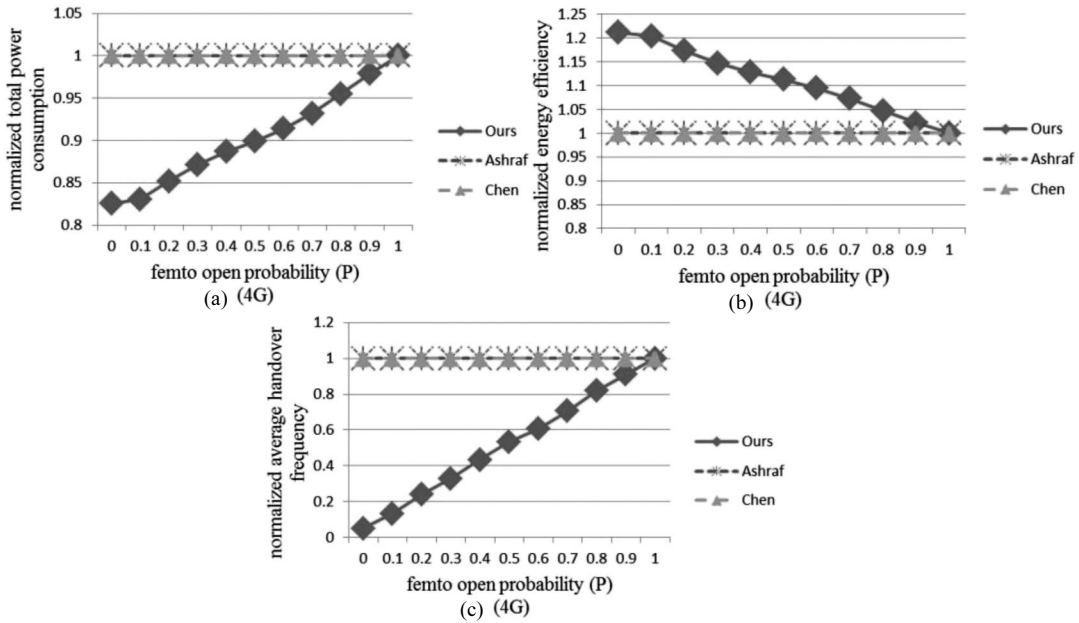 normalized total power
consumption
1.05
1
0.95
0.9
0.85
0.8
0 0.1 0.2 0.3 0.4 0.5 0.6 0.7 0.8 0.9 1
femto open probability (P)
(a) (4G)
Ours
Ashraf
Chen
normalized energy efficiency
1.25
1.2
1.15
1.1
1.05
1
0.95
0.9
0.85
0.8
0 0.1 0.2 0.3 0.4 0.5 0.6 0.7 0.8 0.9 1
femto open probability (P)
(b) (4G)
Ours
Ashraf
Chen
normalized average handover
frequency
1.2
1
0.8
0.6
0.4
0.2
0
0 0.1 0.2 0.3 0.4 0.5 0.6 0.7 0.8 0.9 1
femto open probability (P)
(c) (4G)
Ours
Ashraf
Chen